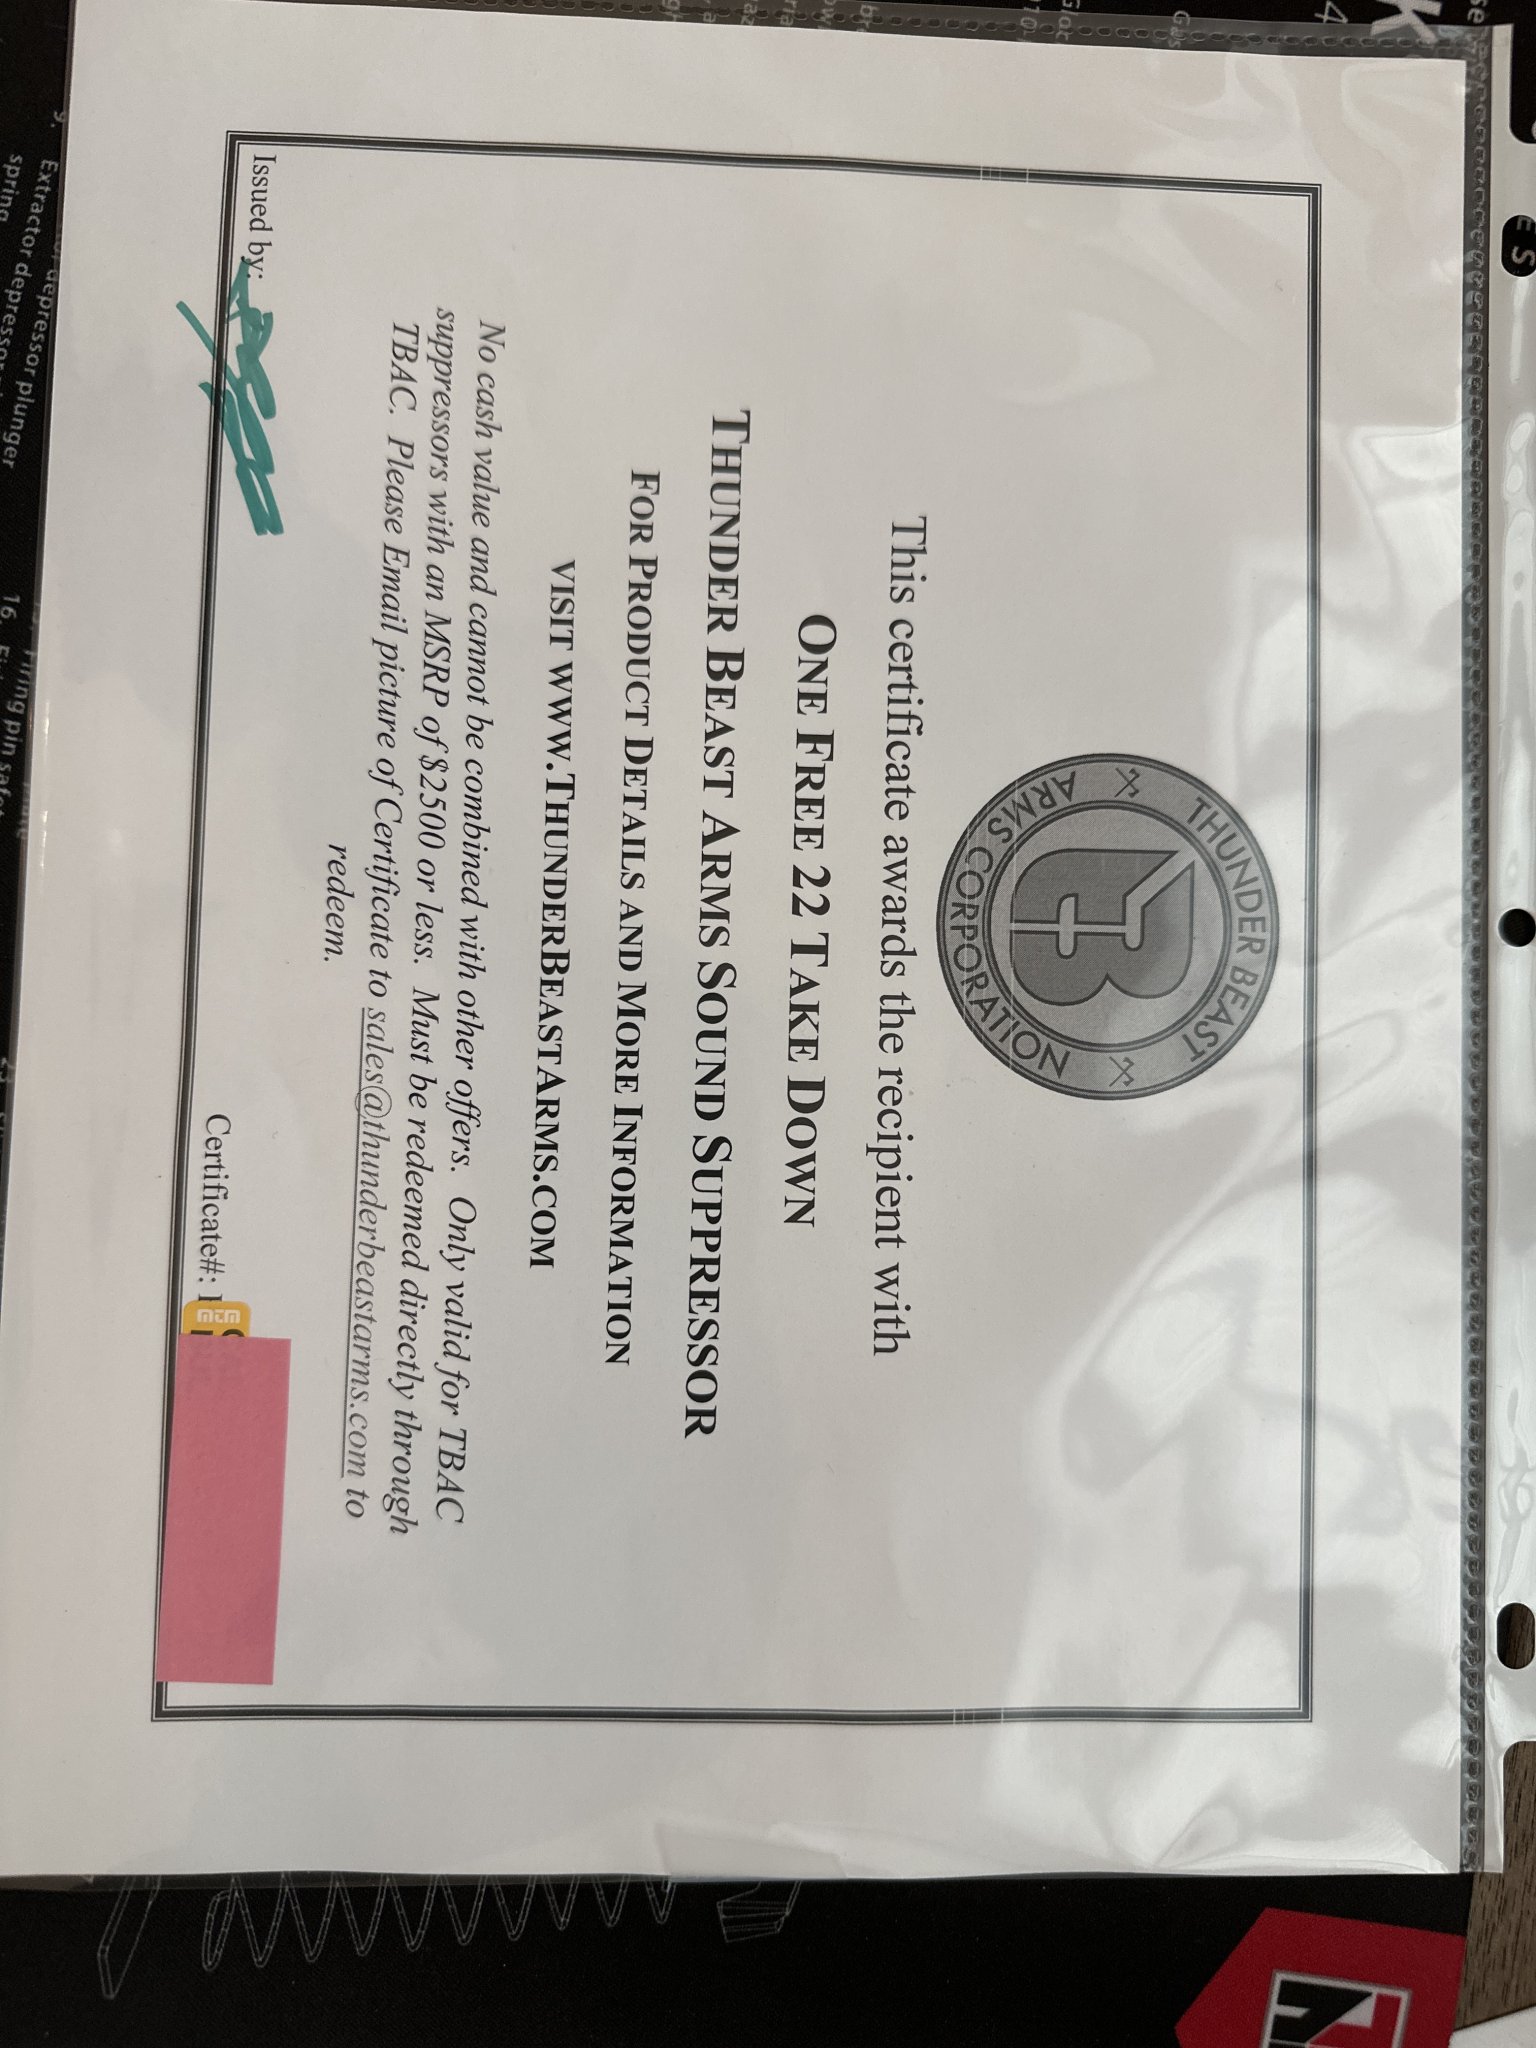 THUNDER BEAST
ARMS CORPORATION
This certificate awards the recipient with
ONE FREE 22 TAKE DOWN
THUNDER BEAST ARMS SOUND SUPPRESSOR
FOR PRODUCT DETAILS AND MORE INFORMATION
VISIT WWW.THUNDERBEASTARMS.COM
No cash value and cannot be combined with other offers. Only valid for TBAC
suppressors with an MSRP of $2500 or less. Must be redeemed directly through
TBAC. Please Email picture of Certificate to sales@thunderbeastarms.com to
redeem.
Issued by:
Certificate#:
9.
Extractor depressor plunger
spring
16.